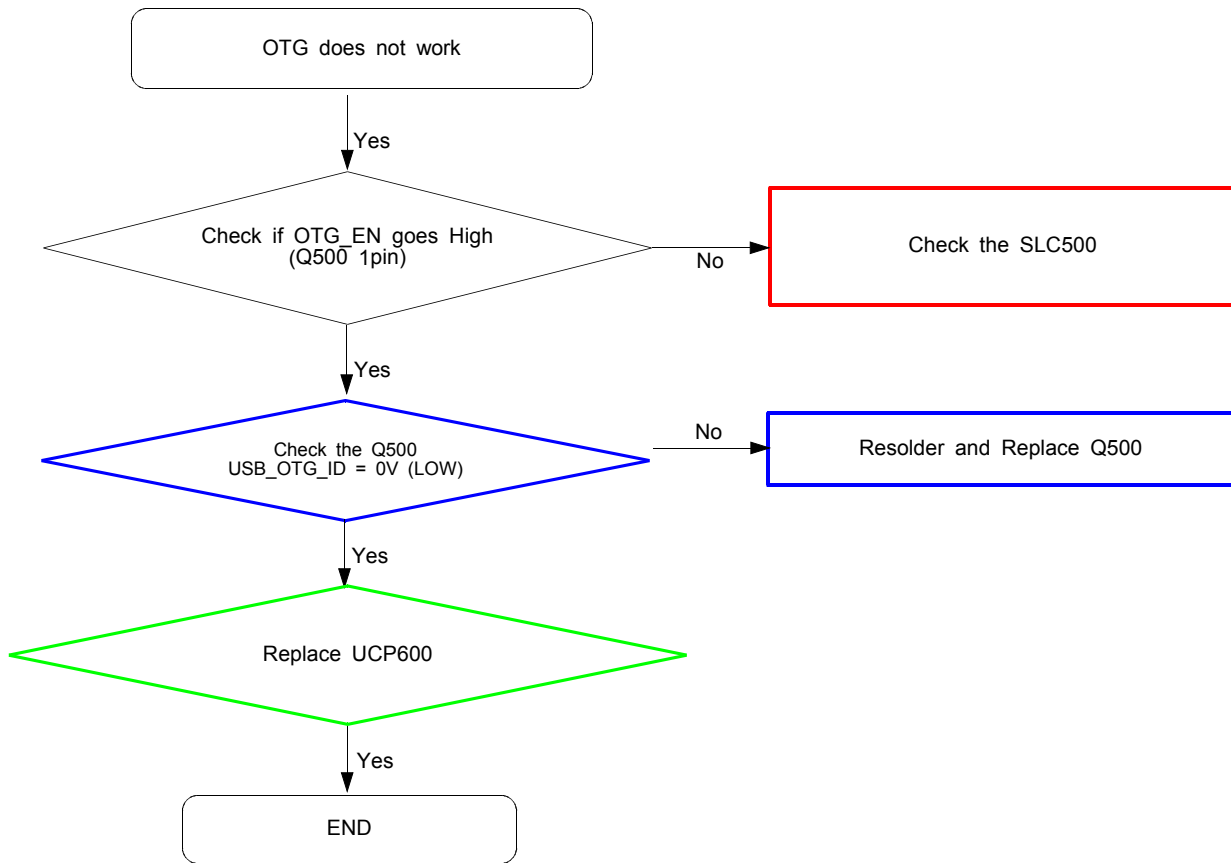 OTG does not work
Yes
Check if OTG_EN goes High
(Q500 1pin)
No
Check the SLC500
Yes
Check the Q500
USB_OTG_ID = 0V (LOW)
No
Resolder and Replace Q500
Yes
Replace UCP600
Yes
END